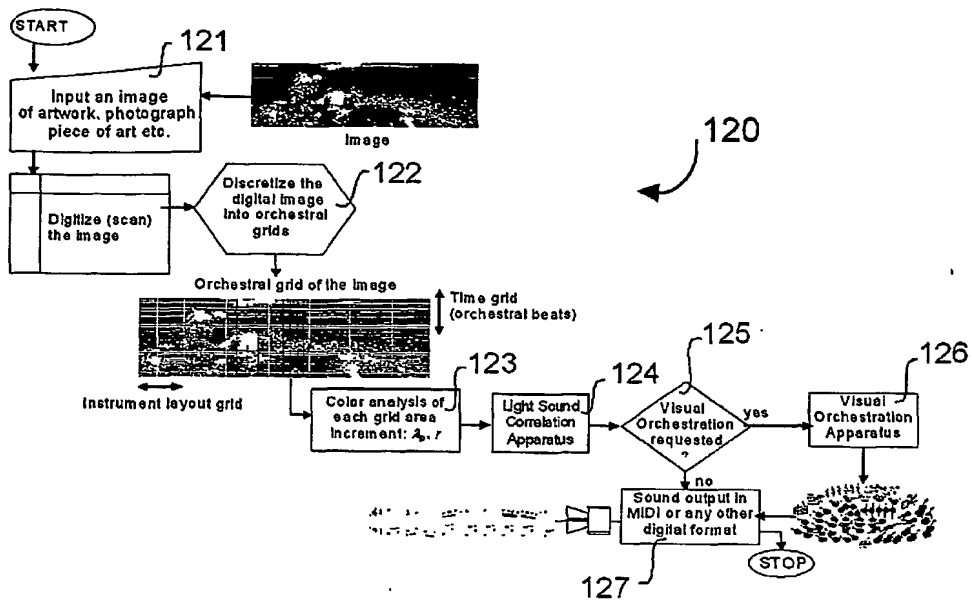 START
121
Input an image
of artwork, photograph
piece of art etc.
Image
120
Digitize (scan)
the image
122
Discretize the
digital image
into orchestral
grids
Orchestral grid of the image
Time grid
(orchestral beats)
Instrument layout grid
123
Color analysis of
each grid area
Increment:
124
Light Sound
Correlation
Apparatus
125
Visual
Orchestration
requested
?
yes
no
126
Visual
Orchestration
Apparatus
Sound output in
MIDI or any other
digital format
127
STOP